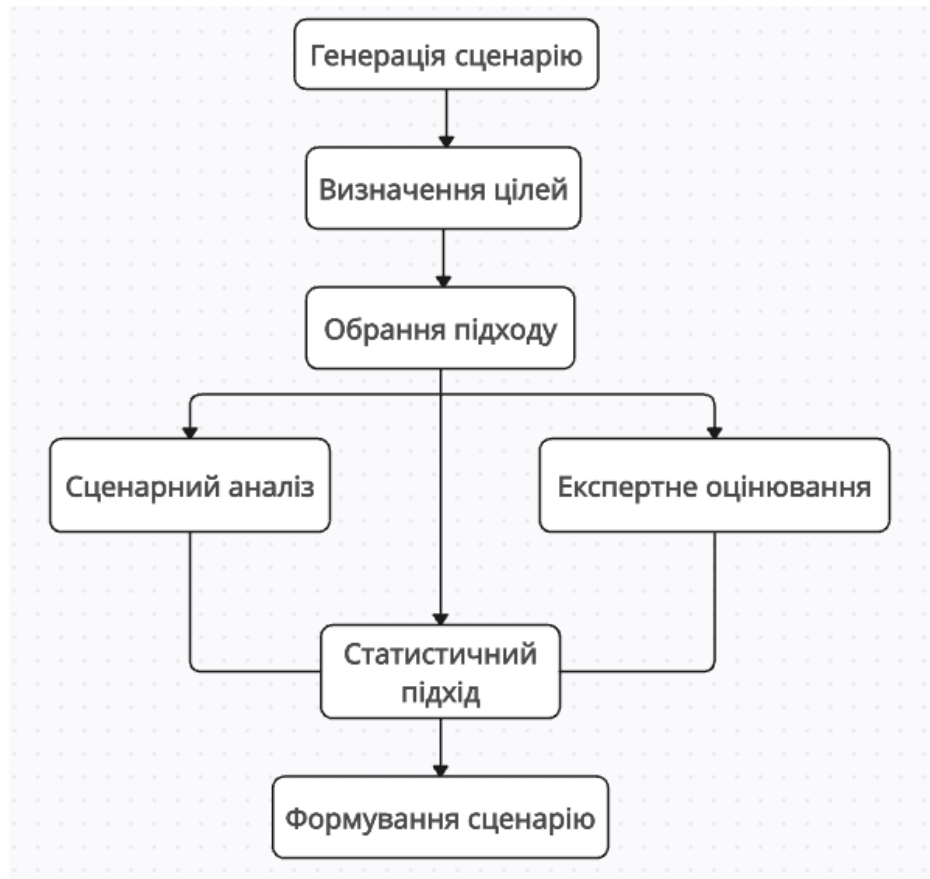 Генерація сценарію
Визначення цілей
Обрання підходу
Сценарний аналіз
Експертне оцінювання
Статистичний
підхід
Формування сценарію